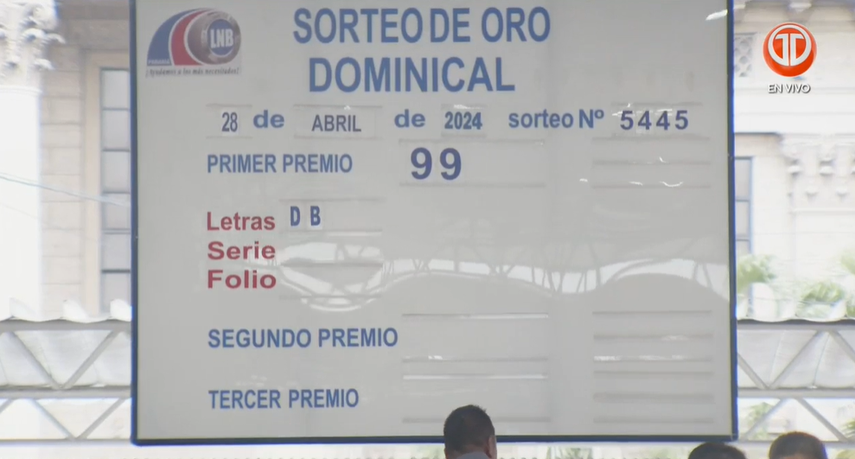 LNB
SORTEO DE ORO
DOMINICAL
28 de ABRIL de 2024 sorteo Nº 5445
PRIMER PREMIO 99
Letras D B
Serie
Folio
SEGUNDO PREMIO
TERCER PREMIO
EN VIVO